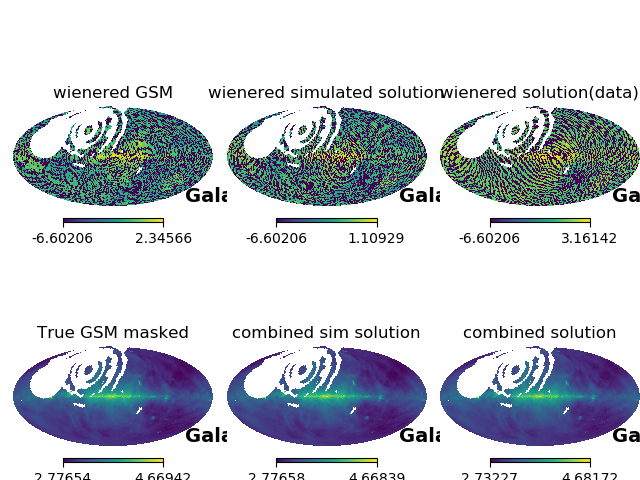 wienered GSM
wienered simulated solution
wienered solution(data)
Gala
Gala
Ga
-6.60206 2.34566
-6.60206 1.10929
-6.60206 3.16142
True GSM masked
combined sim solution
combined solution
Gala
Gala
Ga
2.77654 4.66942
2.77658 4.66839
2.73227 4.68172